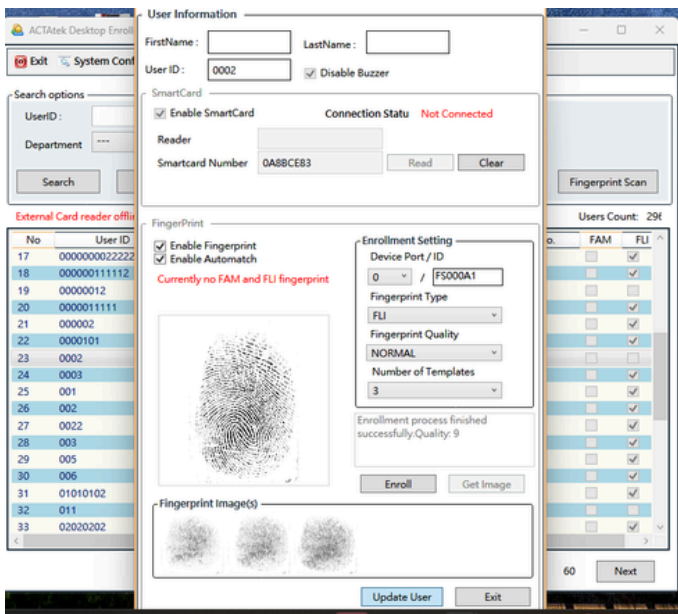 ACTAtek Desktop Enroll
Exit System Conf
Search options
UserID :
Department ---
Search
Fingerprint Scan
External Card reader offli
Users Count: 296
No User ID o. FAM FLI
17 0000000022222
18 000000111112
19 00000012
20 0000011111
21 000002
22 0000101
23 0002
24 0003
25 001
26 002
27 0022
28 003
29 005
30 006
31 01010102
32 011
33 02020202
60 Next
User Information
FirstName : LastName :
User ID : 0002 Disable Buzzer
SmartCard
Enable SmartCard Connection Statu Not Connected
Reader
Smartcard Number 0A8BCEB3 Read Clear
FingerPrint
Enable Fingerprint
Enable Automatch
Currently no FAM and FLI fingerprint
Enrollment Setting
Device Port / ID
0 / FS000A1
Fingerprint Type
FLI
Fingerprint Quality
NORMAL
Number of Templates
3
Enrollment process finished
successfully.Quality: 9
Enroll Get Image
Fingerprint Image(s)
Update User Exit